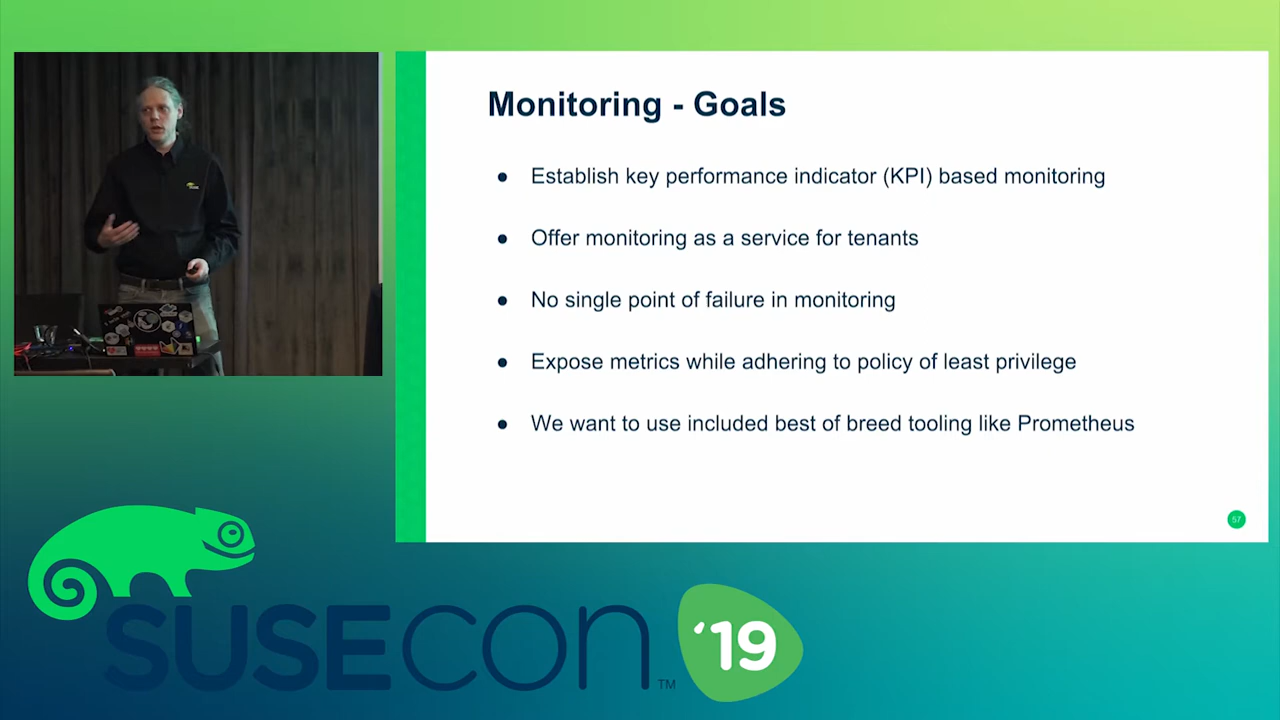 Monitoring - Goals
● Establish key performance indicator (KPI) based monitoring
● Offer monitoring as a service for tenants
● No single point of failure in monitoring
● Expose metrics while adhering to policy of least privilege
● We want to use included best of breed tooling like Prometheus
57
SUSECON ™ '19